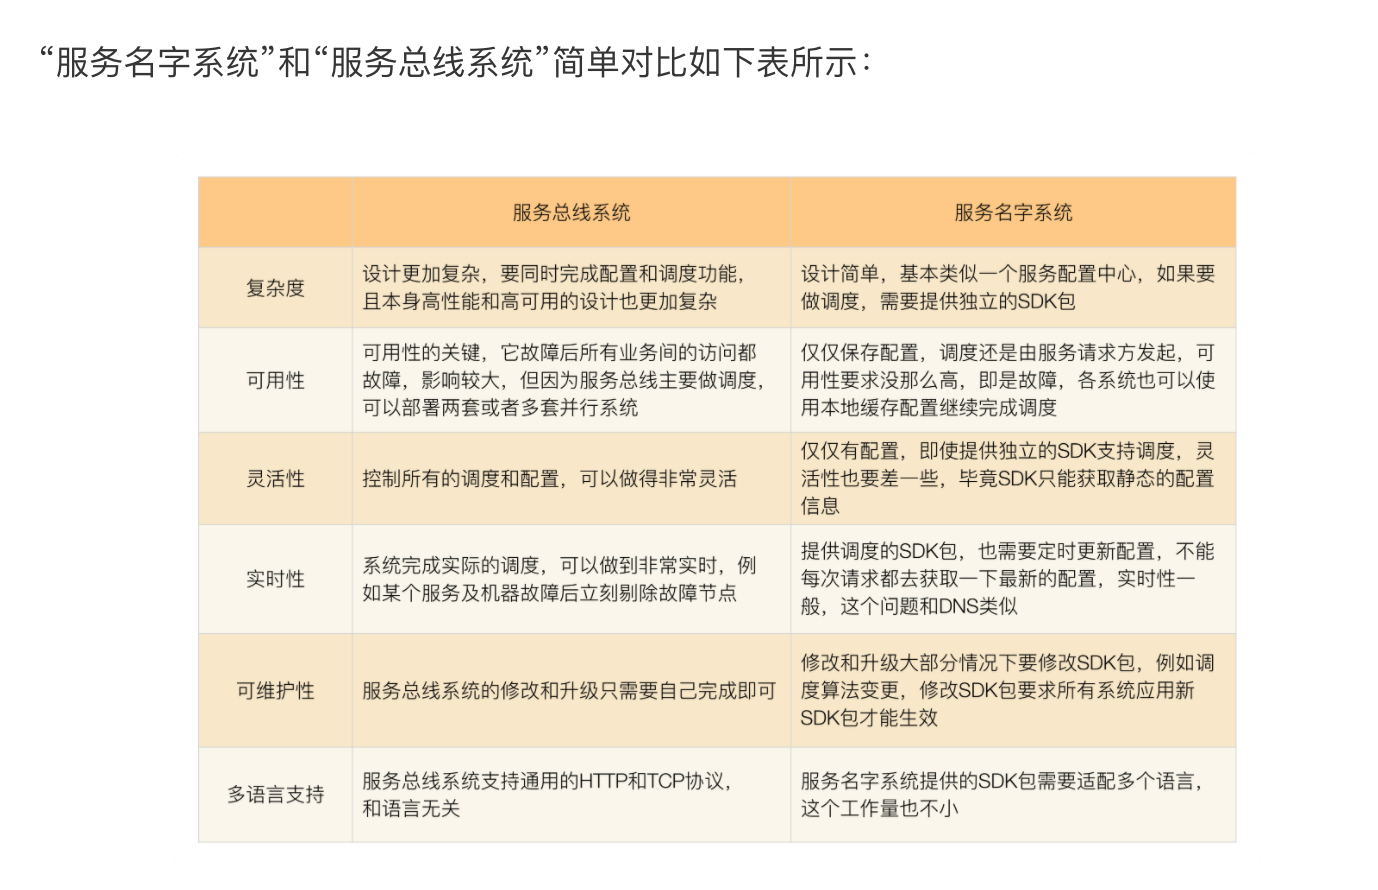 “服务名字系统”和“服务总线系统”简单对比如下表所示：
服务总线系统
服务名字系统
复杂度
设计更加复杂，要同时完成配置和调度功能，
且本身高性能和高可用的设计也更加复杂
设计简单，基本类似一个服务配置中心，如果要
做调度，需要提供独立的SDK包
可用性
可用性的关键，它故障后所有业务间的访问都
故障，影响较大，但因为服务总线主要做调度，
可以部署两套或者多套并行系统
仅仅保存配置，调度还是由服务请求方发起，可
用性要求没那么高，即是故障，各系统也可以使
用本地缓存配置继续完成调度
灵活性
控制所有的调度和配置，可以做得非常灵活
仅仅有配置，即使提供独立的SDK支持调度，灵
活性也要差一些，毕竟SDK只能获取静态的配置
信息
实时性
系统完成实际的调度，可以做到非常实时，例
如某个服务及机器故障后立刻剔除故障节点
提供调度的SDK包，也需要定时更新配置，不能
每次请求都去获取一下最新的配置，实时性一
般，这个问题和DNS类似
可维护性
服务总线系统的修改和升级只需要自己完成即可
修改和升级大部分情况下要修改SDK包，例如调
度算法变更，修改SDK包要求所有系统应用新
SDK包才能生效
多语言支持
服务总线系统支持通用的HTTP和TCP协议，
和语言无关
服务名字系统提供的SDK包需要适配多个语言，
这个工作量也不小